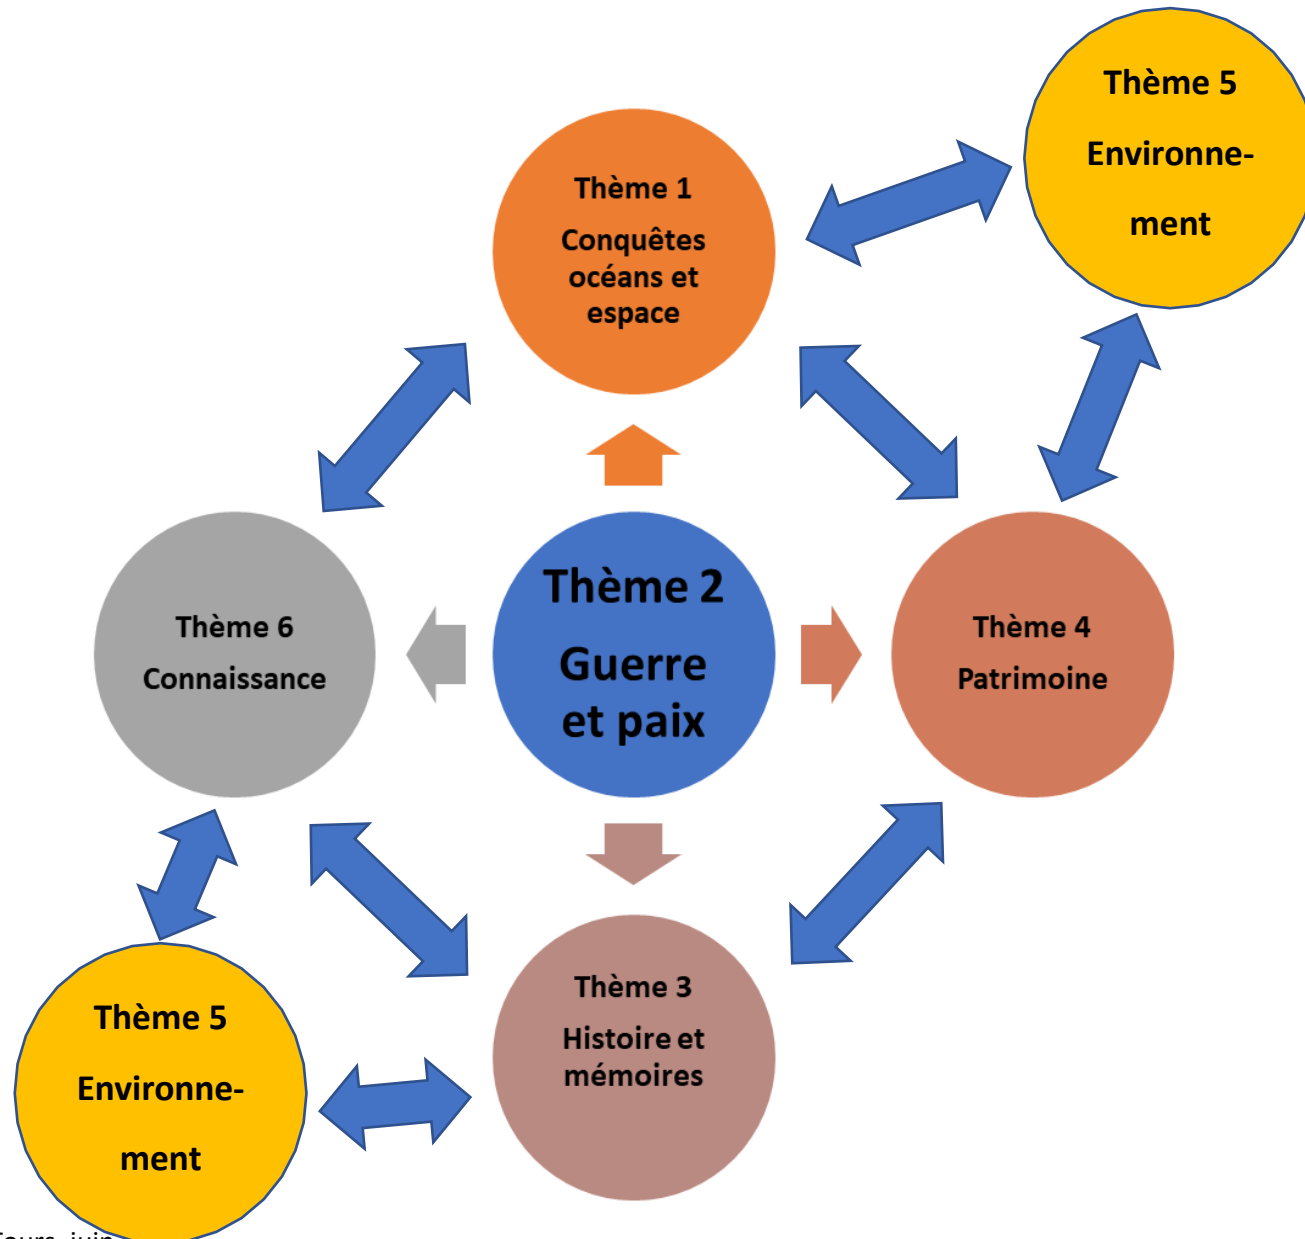 Thème 5
Environne-
ment
Thème 1
Conquêtes
océans et
espace
Thème 2
Guerre
et paix
Thème 6
Connaissance
Thème 4
Patrimoine
Thème 3
Histoire et
mémoires
Thème 5
Environne-
ment